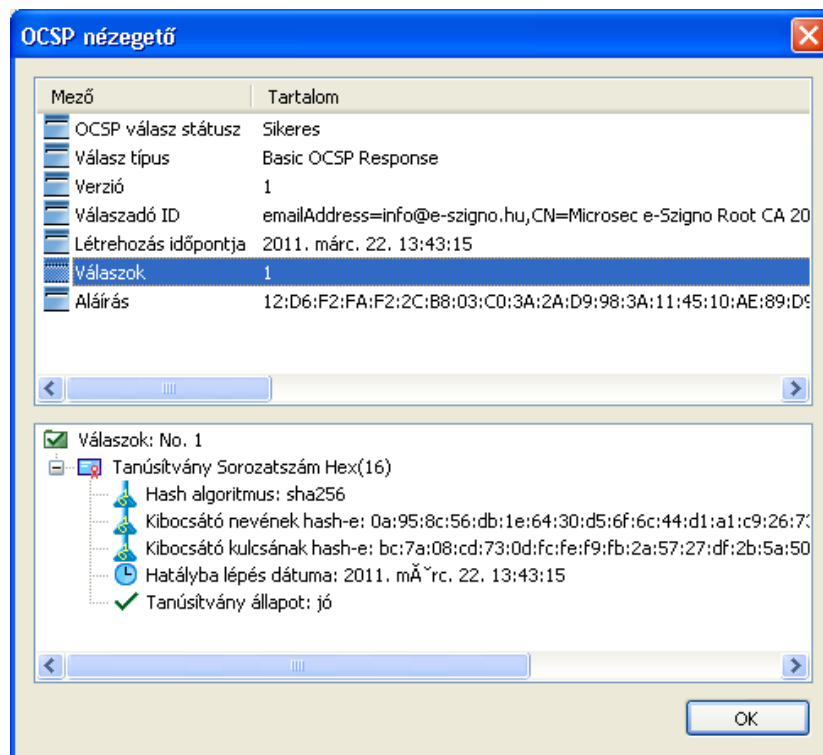 OCSP nézegető
Mező Tartalom
OCSP válasz státusz Sikeres
Válasz típus Basic OCSP Response
Verzió 1
Válaszadó ID emailAddress=info@e-szigno.hu,CN=Microsec e-Szigno Root CA 20
Létrehozás időpontja 2011. márc. 22. 13:43:15
Válaszok 1
Aláírás 12:D6:F2:FA:F2:2C:B8:03:C0:3A:2A:D9:98:3A:11:45:10:AE:89:D9
Válaszok: No. 1
Tanúsítvány Sorozatszám Hex(16)
Hash algoritmus: sha256
Kibocsátó nevének hash-e: 0a:95:8c:56:db:1e:64:30:d5:6f:6c:44:d1:a1:c9:26:73
Kibocsátó kulcsának hash-e: bc:7a:08:cd:73:0d:fc:fe:f9:fb:2a:57:27:df:2b:5a:50
Hatályba lépés dátuma: 2011. mĂˇrc. 22. 13:43:15
Tanúsítvány állapot: jó
OK